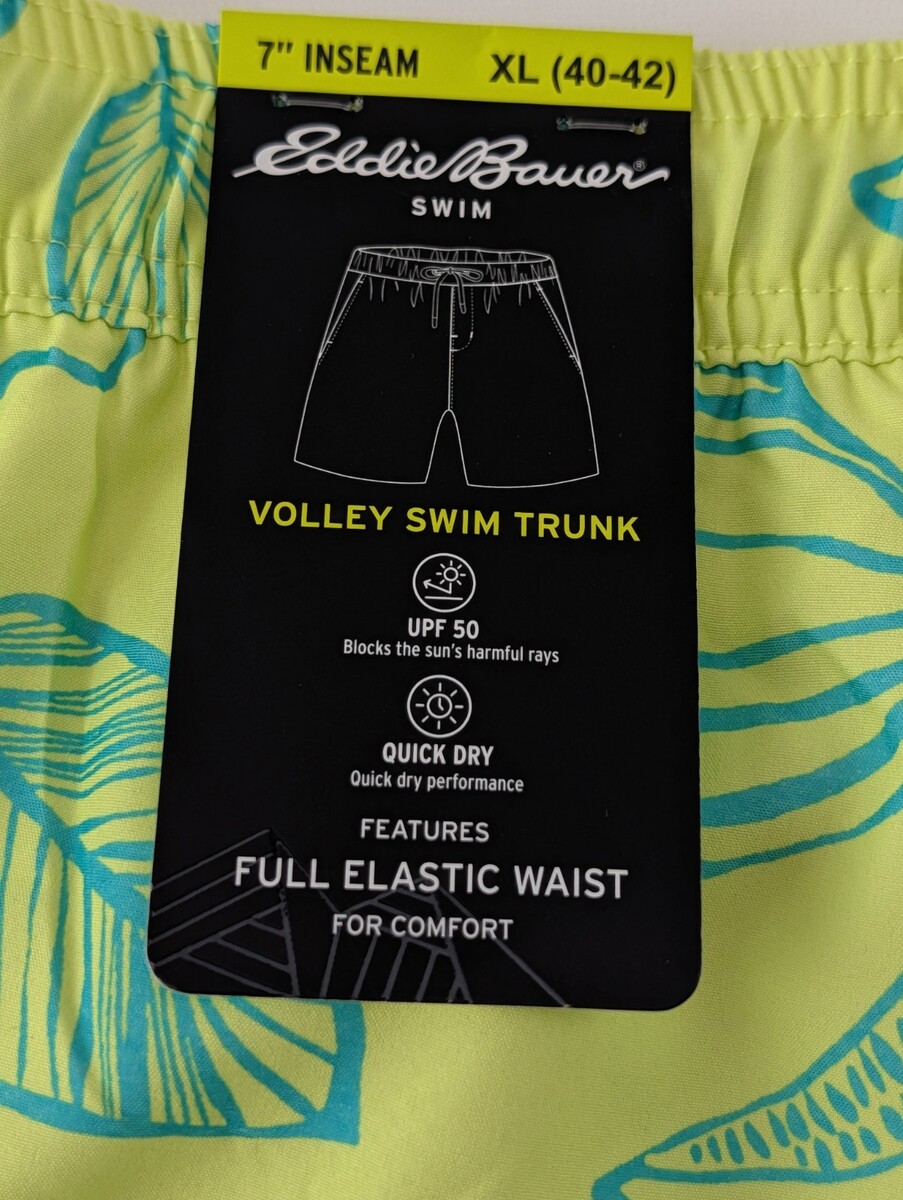 7" INSEAM XL (40-42)
Eddie Bauer®
SWIM
VOLLEY SWIM TRUNK
UPF 50
Blocks the sun's harmful rays
QUICK DRY
Quick dry performance
FEATURES
FULL ELASTIC WAIST
FOR COMFORT